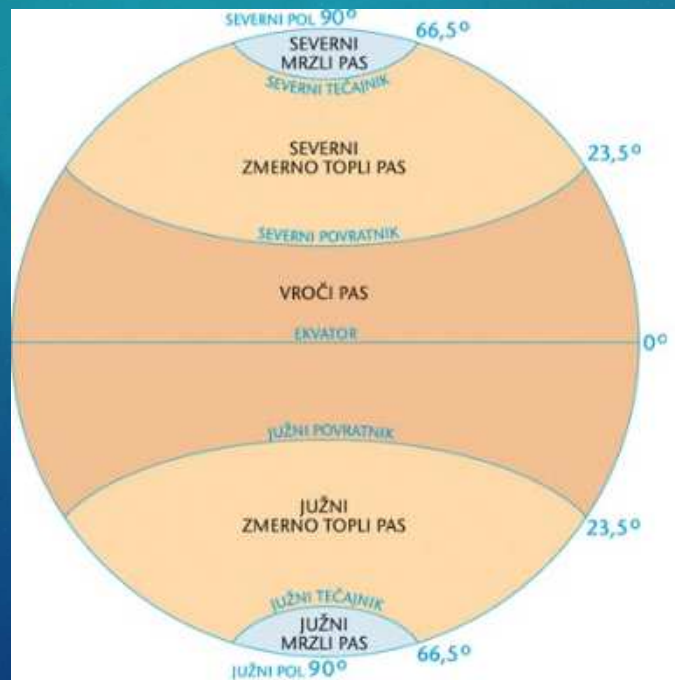 SEVERNI POL 90°
66,5°
SEVERNI
MRZLI PAS
SEVERNI TEČAJNIK
SEVERNI
ZMERNO TOPLI PAS
23,5°
SEVERNI POVRATNIK
VROČI PAS
EKVATOR
0°
JUŽNI POVRATNIK
JUŽNI
ZMERNO TOPLI PAS
23,5°
JUŽNI TEČAJNIK
JUŽNI
MRZLI PAS
66,5°
JUŽNI POL 90°